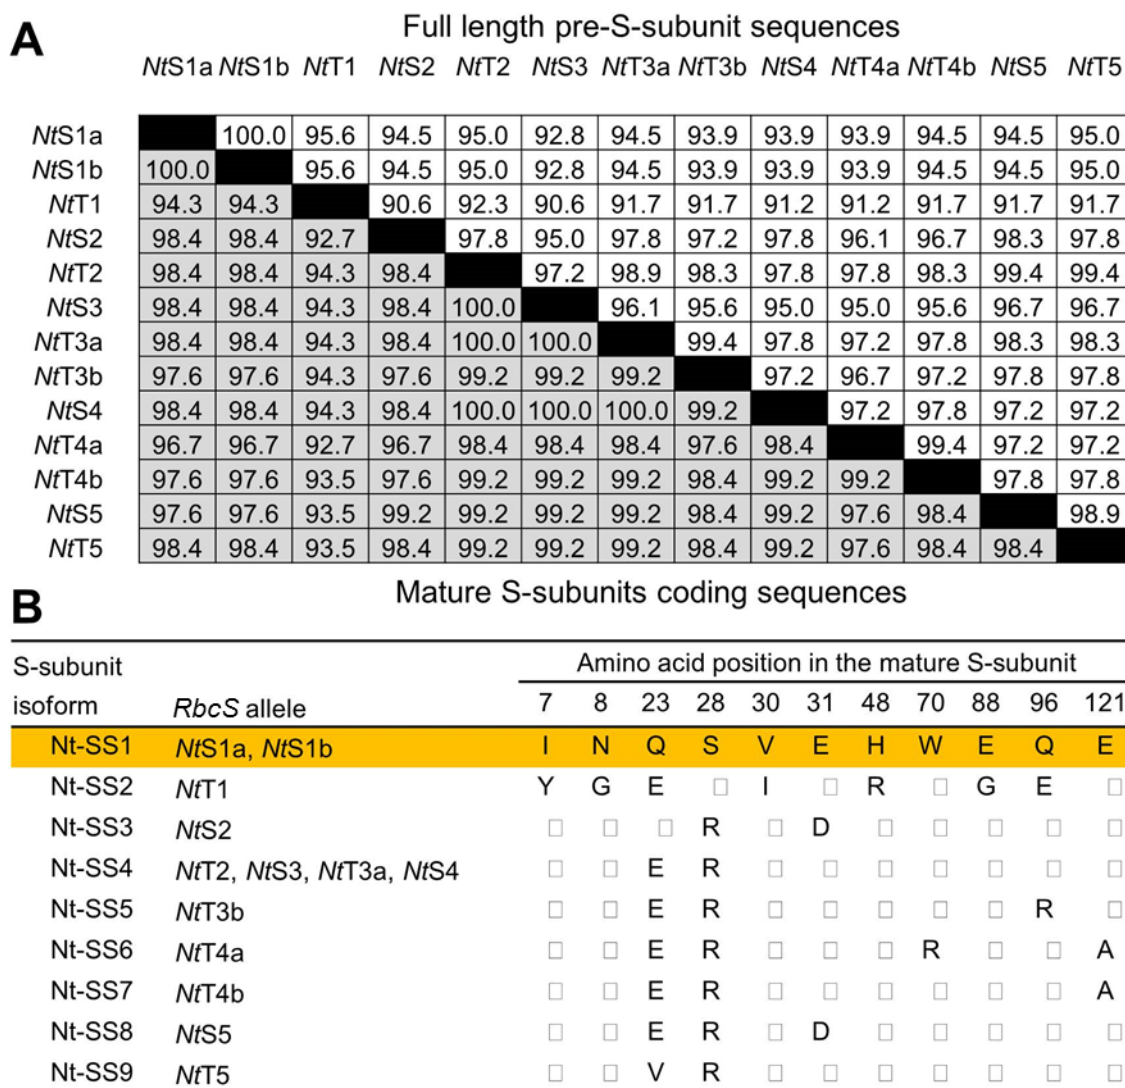 A
Full length pre-S-subunit sequences
NtS1a NtS1b NtT1 NtS2 NtT2 NtS3 NtT3a NtT3b NtS4 NtT4a NtT4b NtS5 NtT5
NtS1a 100.0 95.6 94.5 95.0 92.8 94.5 93.9 93.9 93.9 94.5 94.5 95.0
NtS1b 100.0 95.6 94.5 95.0 92.8 94.5 93.9 93.9 93.9 94.5 94.5 95.0
NtT1 94.3 94.3 90.6 92.3 90.6 91.7 91.7 91.2 91.2 91.7 91.7 91.7
NtS2 98.4 98.4 92.7 97.8 95.0 97.8 97.2 97.8 96.1 96.7 98.3 97.8
NtT2 98.4 98.4 94.3 98.4 97.2 98.9 98.3 97.8 97.8 98.3 99.4 99.4
NtS3 98.4 98.4 94.3 98.4 100.0 96.1 95.6 95.0 95.0 95.6 96.7 96.7
NtT3a 98.4 98.4 94.3 98.4 100.0 100.0 99.4 97.8 97.2 97.8 98.3 98.3
NtT3b 97.6 97.6 94.3 97.6 99.2 99.2 99.2 97.2 96.7 97.2 97.8 97.8
NtS4 98.4 98.4 94.3 98.4 100.0 100.0 100.0 99.2 97.2 97.8 97.2 97.2
NtT4a 96.7 96.7 92.7 96.7 98.4 98.4 98.4 97.6 98.4 99.4 97.2 97.2
NtT4b 97.6 97.6 93.5 97.6 99.2 99.2 99.2 98.4 99.2 99.2 97.8 97.8
NtS5 97.6 97.6 93.5 99.2 99.2 99.2 99.2 98.4 99.2 97.6 98.4 98.9
NtT5 98.4 98.4 93.5 98.4 99.2 99.2 99.2 98.4 99.2 97.6 98.4 98.4
Mature S-subunits coding sequences
B
S-subunit Amino acid position in the mature S-subunit
isoform RbcS allele 7 8 23 28 30 31 48 70 88 96 121
Nt-SS1 NtS1a, NtS1b I N Q S V E H W E Q E
Nt-SS2 NtT1 Y G E □ I □ R □ G E □
Nt-SS3 NtS2 □ □ □ R □ D □ □ □ □ □
Nt-SS4 NtT2, NtS3, NtT3a, NtS4 □ □ E R □ □ □ □ □ □ □
Nt-SS5 NtT3b □ □ E R □ □ □ □ □ R □
Nt-SS6 NtT4a □ □ E R □ □ □ R □ □ A
Nt-SS7 NtT4b □ □ E R □ □ □ □ □ □ A
Nt-SS8 NtS5 □ □ E R □ D □ □ □ □ □
Nt-SS9 NtT5 □ □ V R □ □ □ □ □ □ □